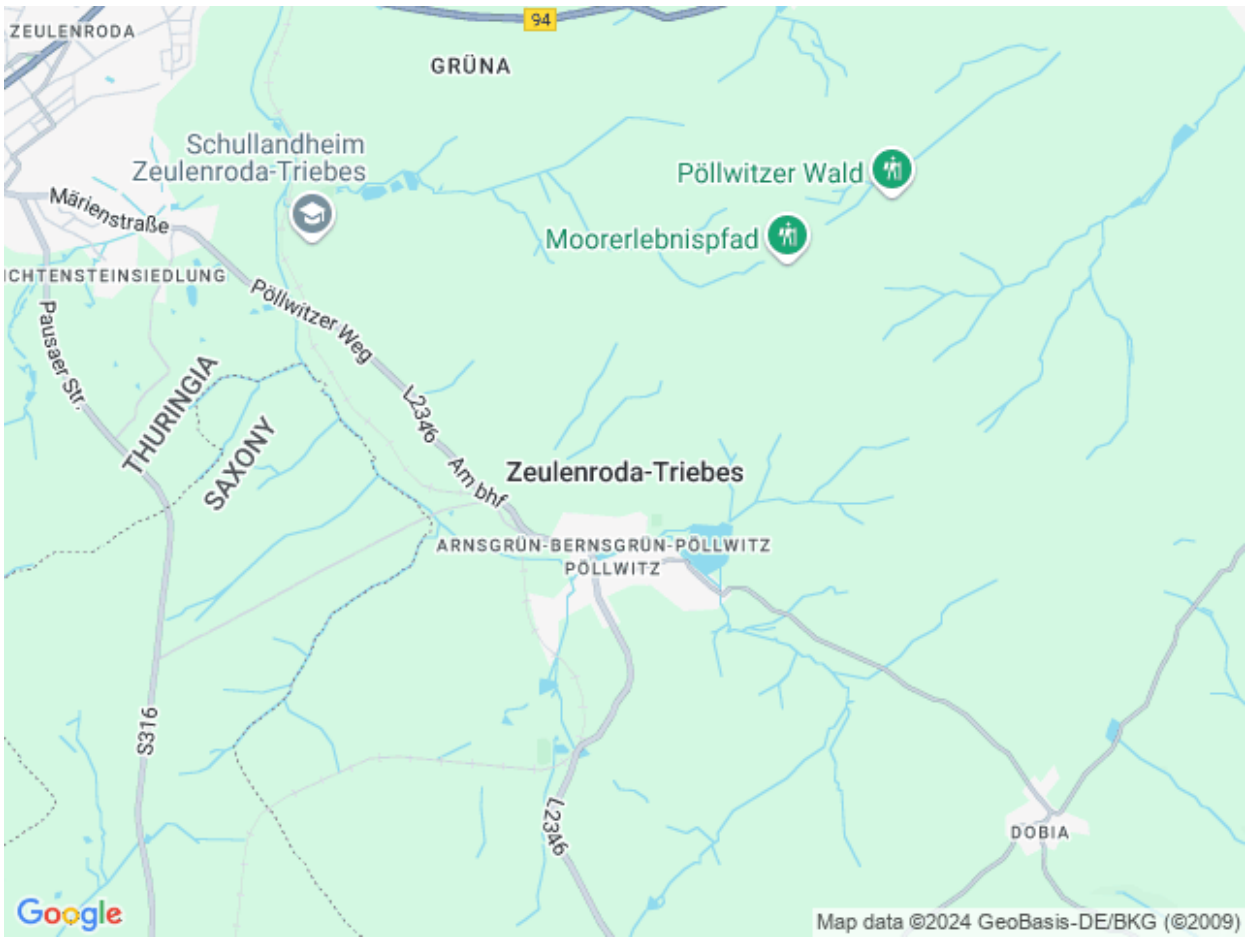 94
ZEULENRODA
GRÜNA
Schullandheim
Zeulenroda-Triebes
Pöllwitzer Wald
Märienstraße
Moorerlebnispfad
ICHTENSTEINSIEDLUNG
Pöllwitzer Weg
Pausaer Str.
THURINGIA
SAXONY
L2346
Am bhf
Zeulenroda-Triebes
ARNSGRÜN-BERNSGRÜN-PÖLLWITZ
PÖLLWITZ
S316
L2346
DOBIA
Google
Map data ©2024 GeoBasis-DE/BKG (©2009)